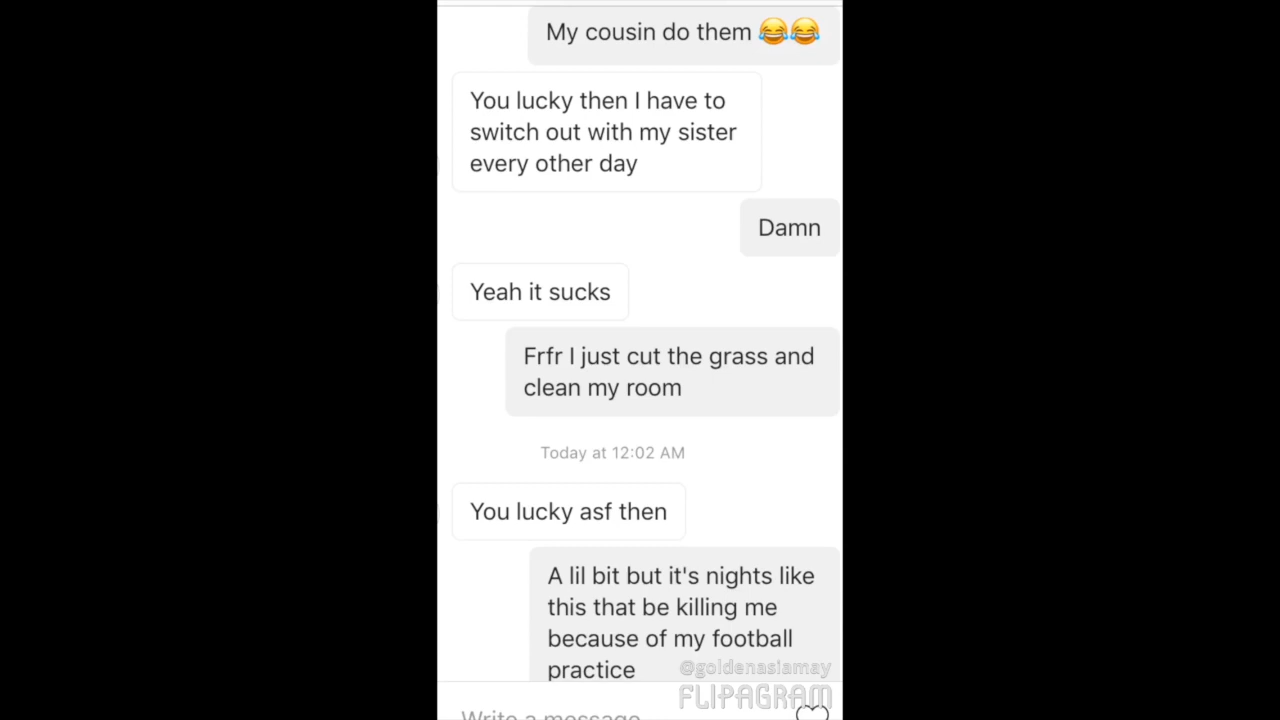 My cousin do them 😂😂
You lucky then I have to
switch out with my sister
every other day
Damn
Yeah it sucks
Frfr I just cut the grass and
clean my room
Today at 12:02 AM
You lucky asf then
A lil bit but it's nights like
this that be killing me
because of my football
practice
@goldenasiamay
FLIPAGRAM
Write a message